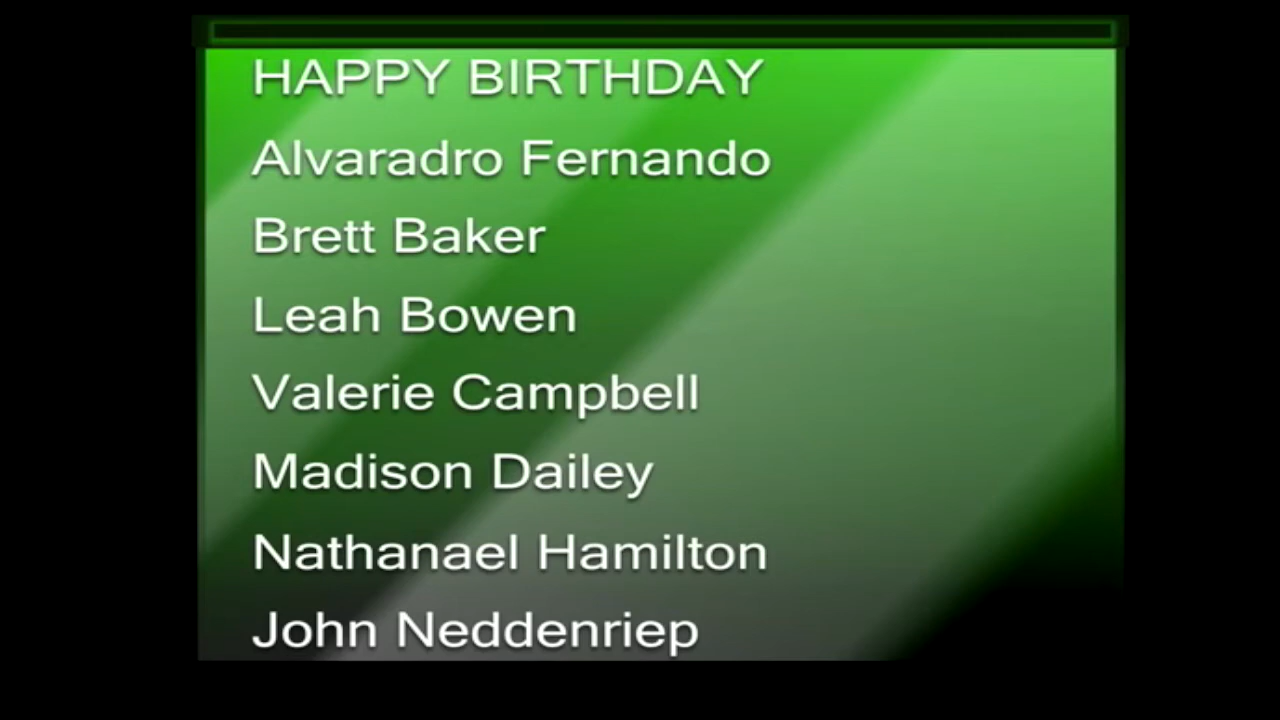 HAPPY BIRTHDAY
Alvaradro Fernando
Brett Baker
Leah Bowen
Valerie Campbell
Madison Dailey
Nathanael Hamilton
John Neddenriep